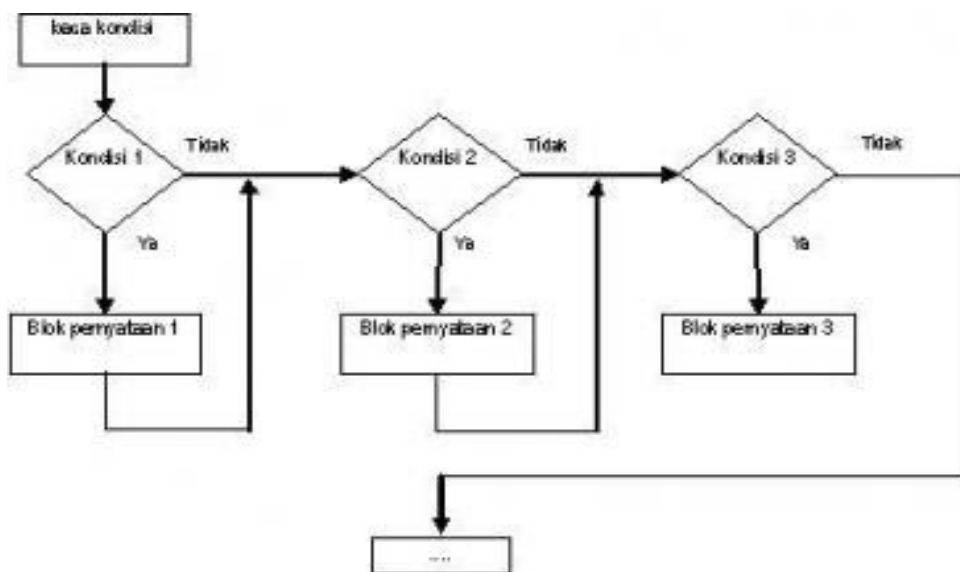 baca kondisi
Kondisi 1
Tidak
Kondisi 2
Tidak
Kondisi 3
Tidak
Ya
Ya
Ya
Blok pernyataan 1
Blok pernyataan 2
Blok pernyataan 3
....